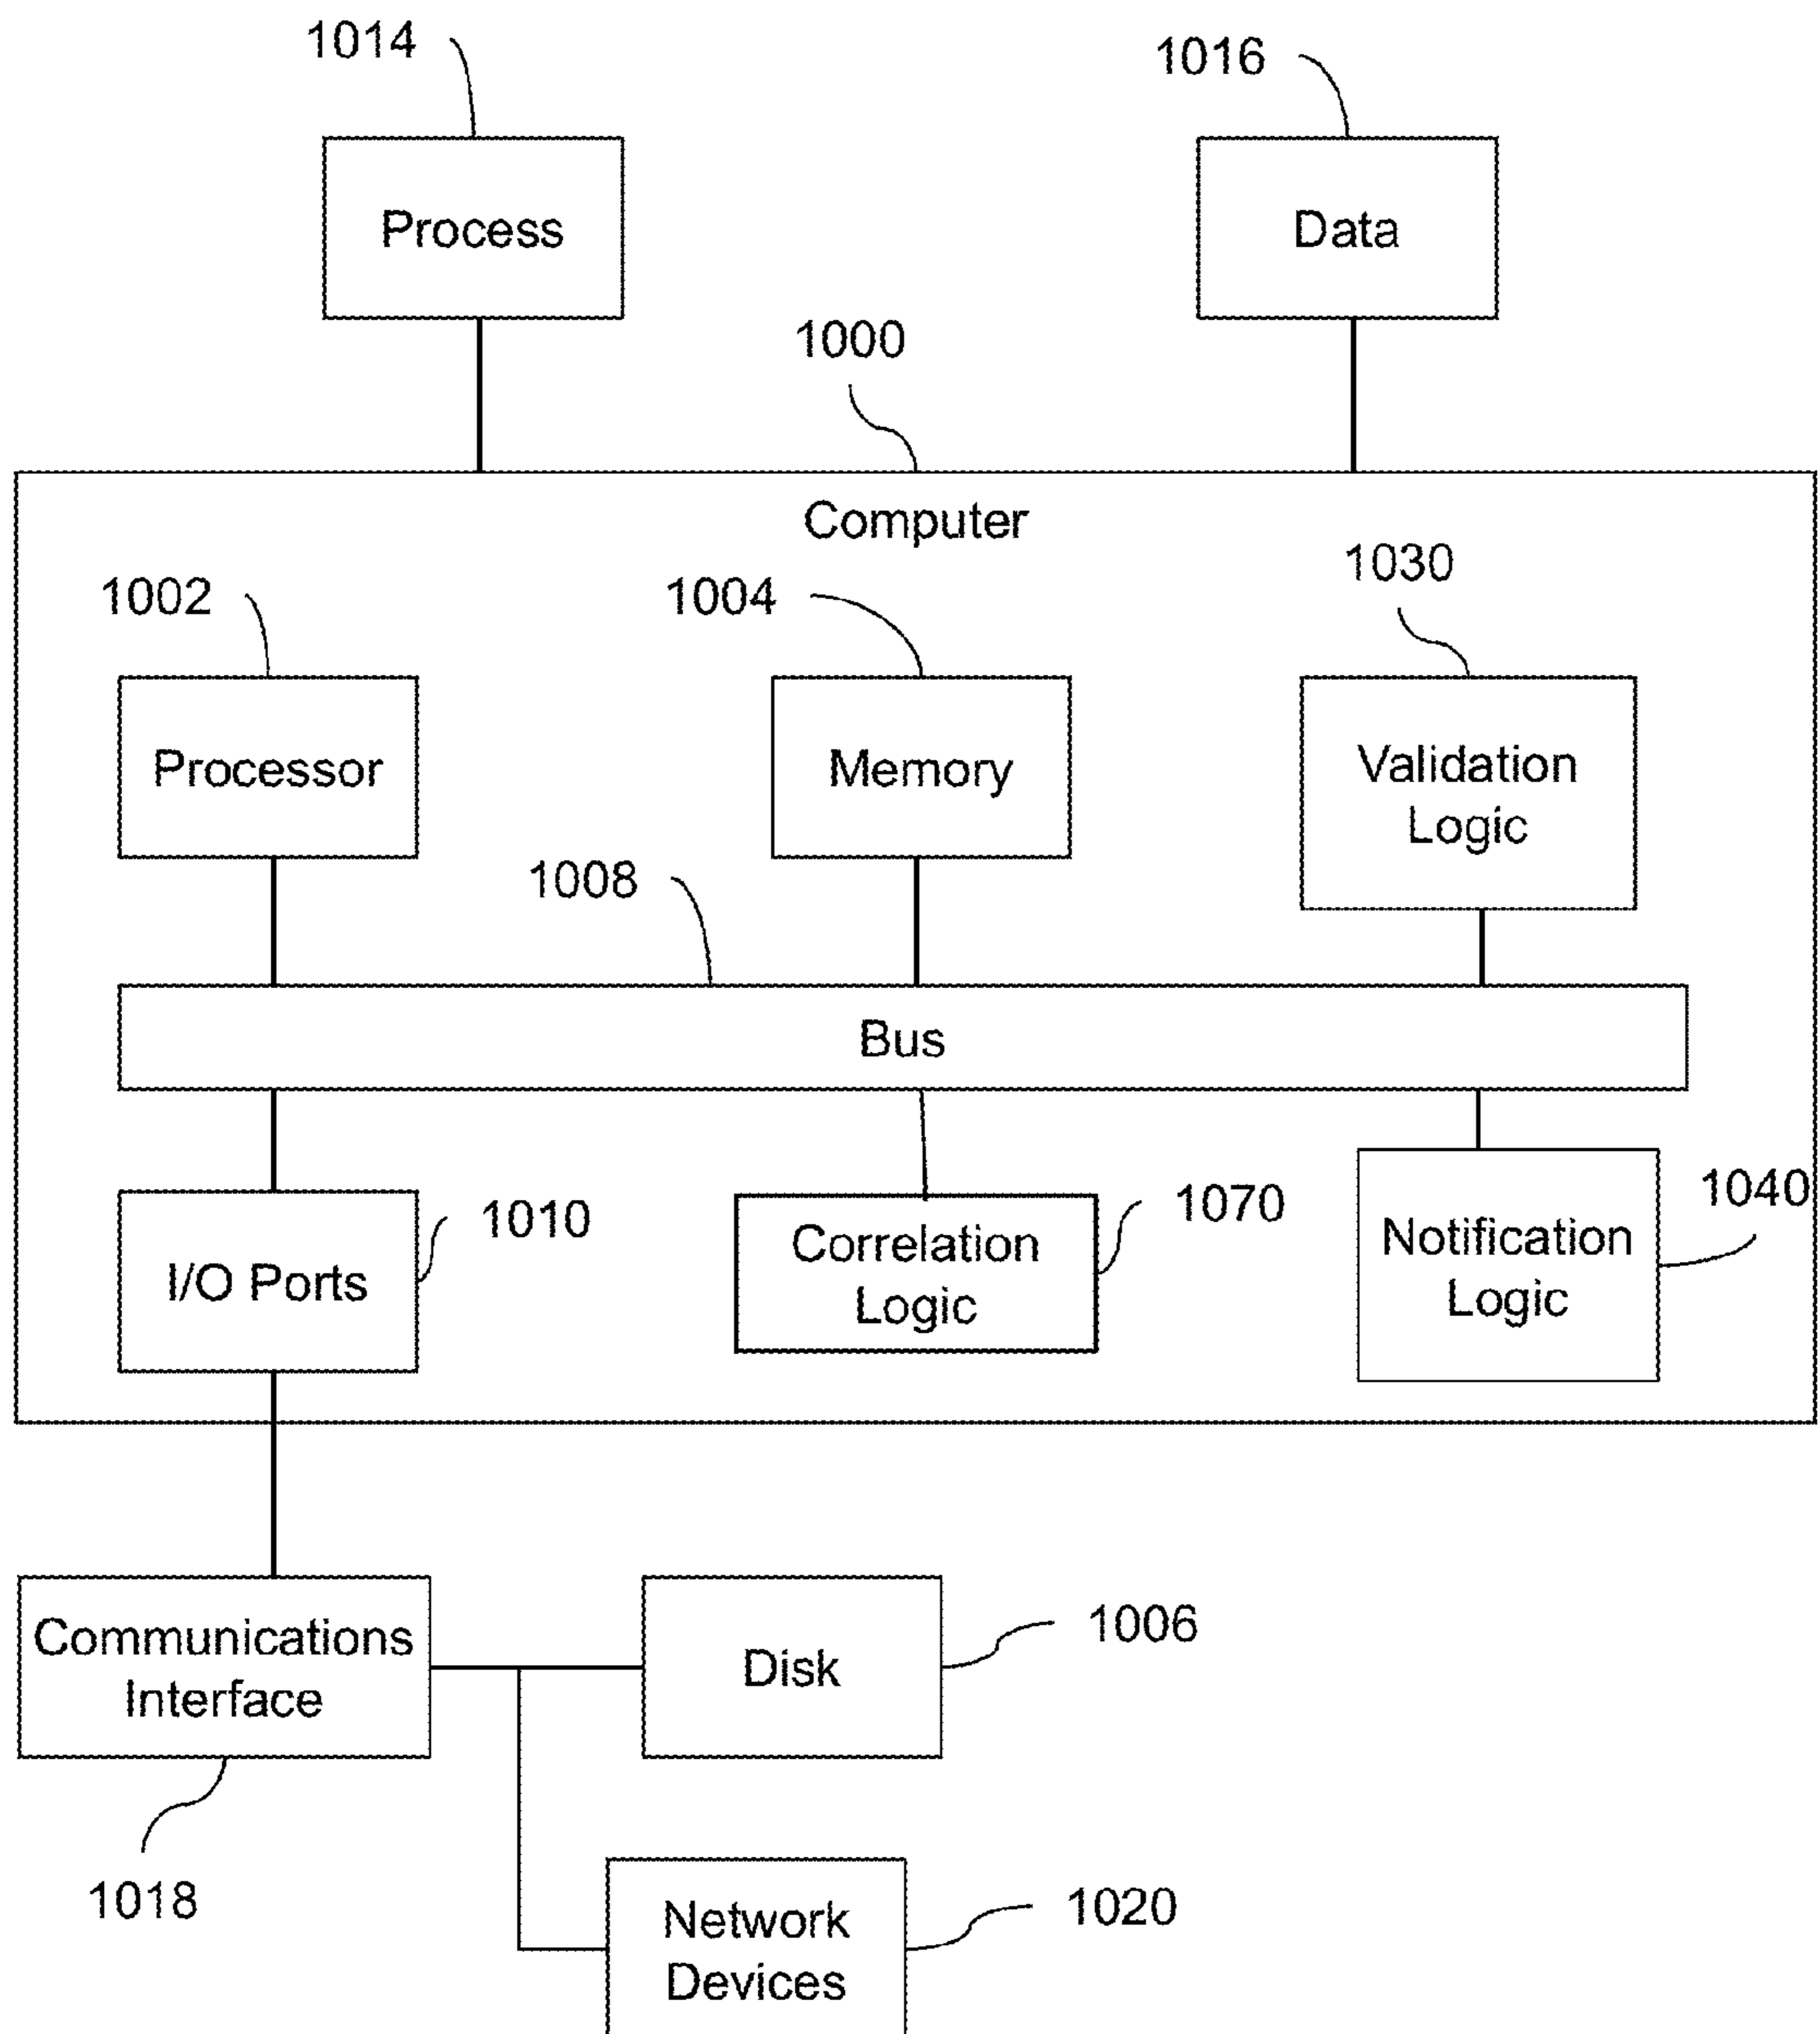 1014
1016
Process
Data
1000
Computer
1002
1004
1030
Processor
Memory
Validation
Logic
1008
Bus
1010
I/O Ports
Correlation
Logic
1070
Notification
Logic
1040
Communications
Interface
Disk
1006
1018
Network
Devices
1020